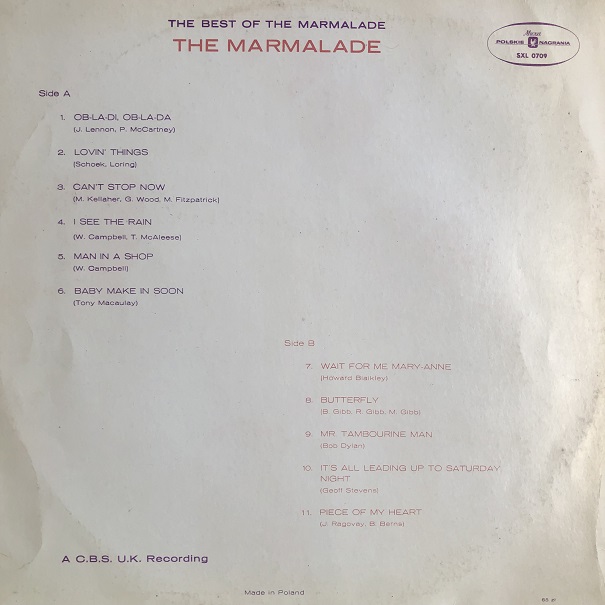 THE BEST OF THE MARMALADE
THE MARMALADE
Muza
POLSKIE NAGRANIA
SXL 0709
Side A
1. OB-LA-DI, OB-LA-DA
(J. Lennon, P. McCartney)
2. LOVIN' THINGS
(Schoek, Loring)
3. CAN'T STOP NOW
(M. Kellaher, G. Wood, M. Fitzpatrick)
4. I SEE THE RAIN
(W. Campbell, T. McAleese)
5. MAN IN A SHOP
(W. Campbell)
6. BABY MAKE IN SOON
(Tony Macaulay)
Side B
7. WAIT FOR ME MARY-ANNE
(Howard Blaikley)
8. BUTTERFLY
(B. Gibb, R. Gibb, M. Gibb)
9. MR. TAMBOURINE MAN
(Bob Dylan)
10. IT'S ALL LEADING UP TO SATURDAY
NIGHT
(Geoff Stevens)
11. PIECE OF MY HEART
(J. Ragovay, B. Berns)
A C.B.S. U.K. Recording
Made in Poland